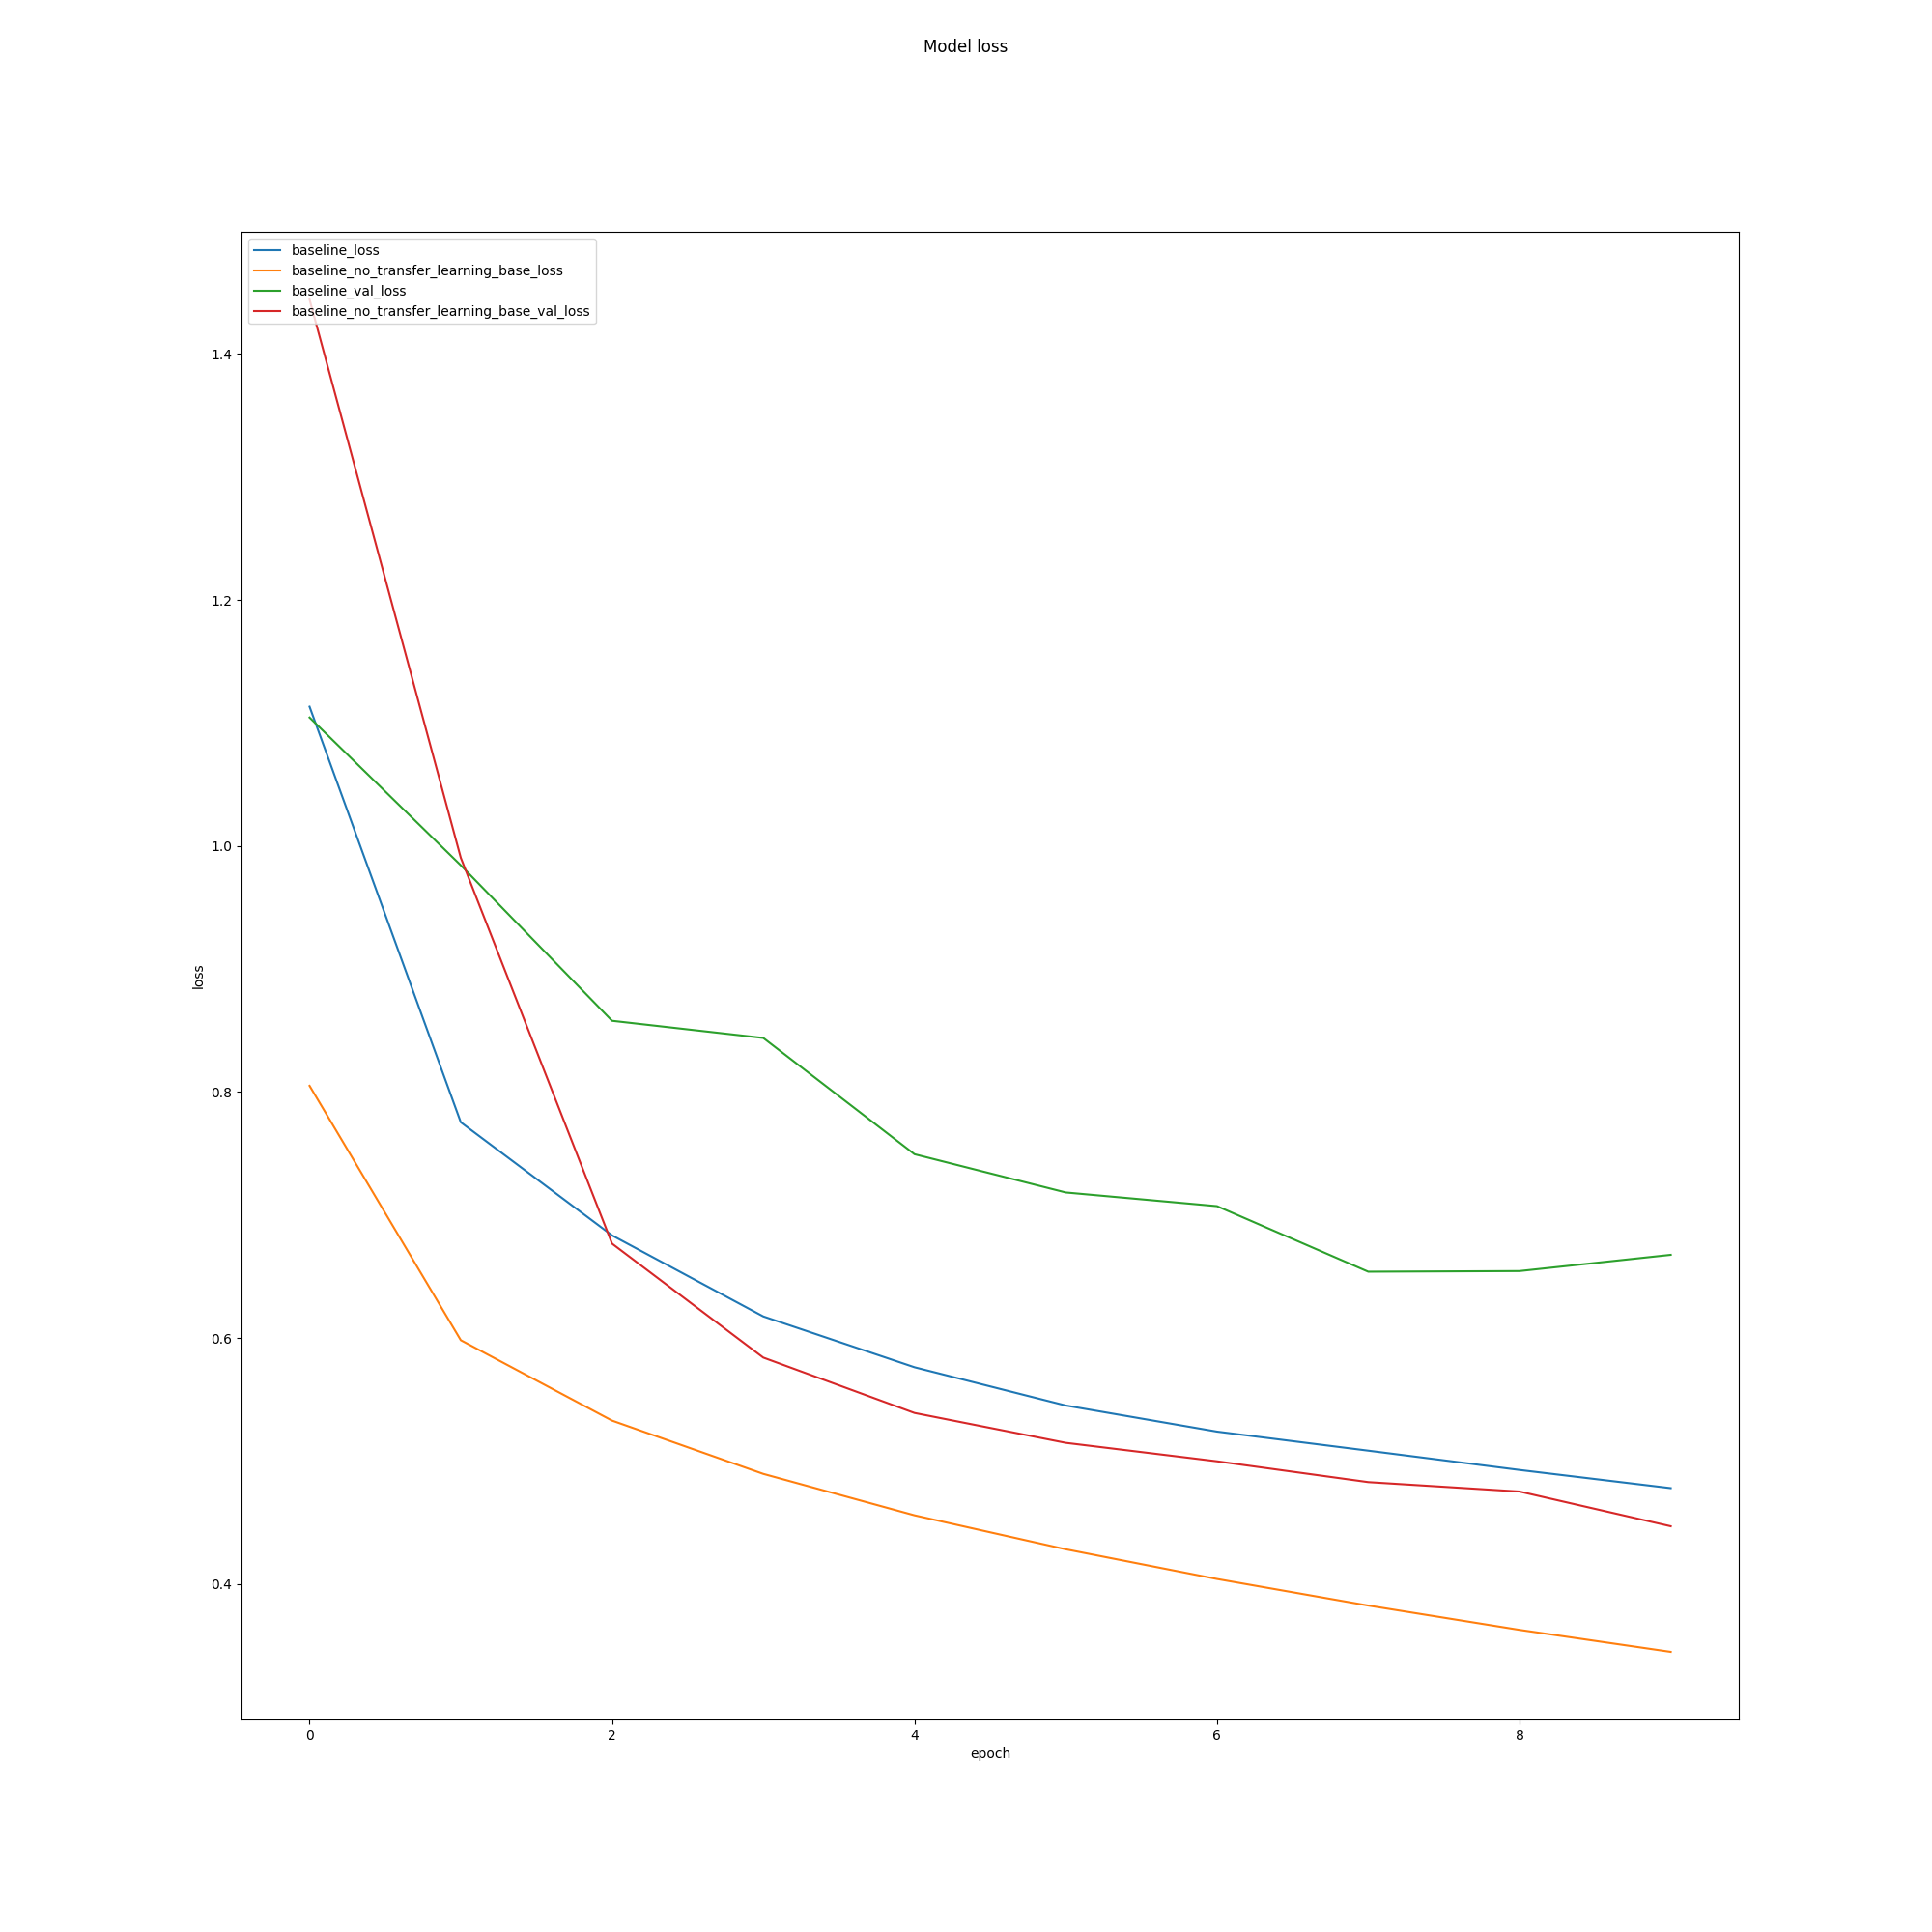 Model loss
baseline_loss
baseline_no_transfer_learning_base_loss
baseline_val_loss
baseline_no_transfer_learning_base_val_loss
1.4
1.2
1.0
0.8
0.6
0.4
loss
0 2 4 6 8
epoch